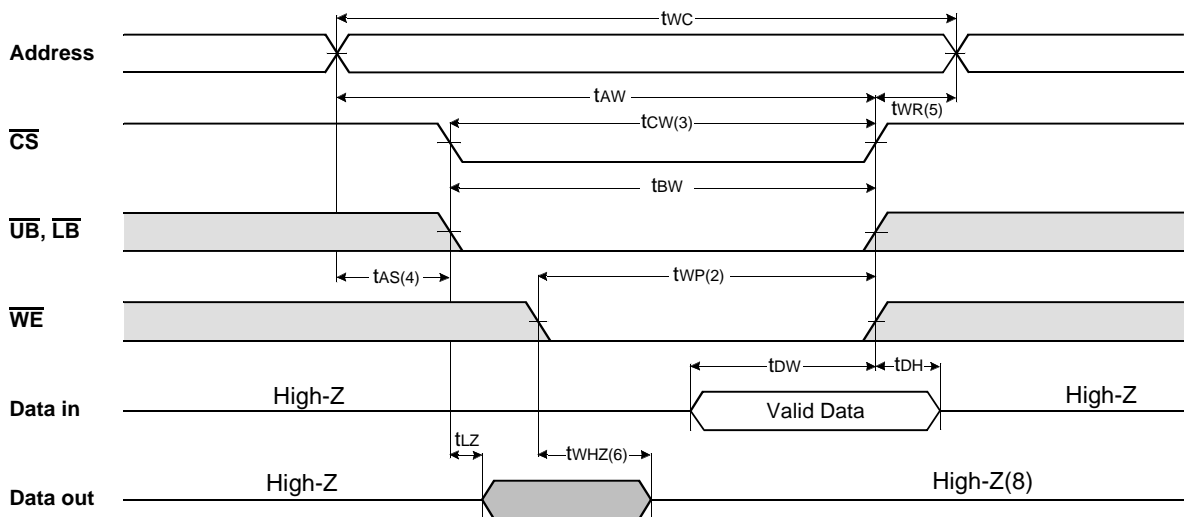 tWC
Address
tAW
tWR(5)
tCW(3)
CS
tBW
UB, LB
tAS(4)
tWP(2)
WE
tDW
tDH
High-Z
Valid Data
High-Z
Data in
tLZ
tWHZ(6)
High-Z
High-Z(8)
Data out